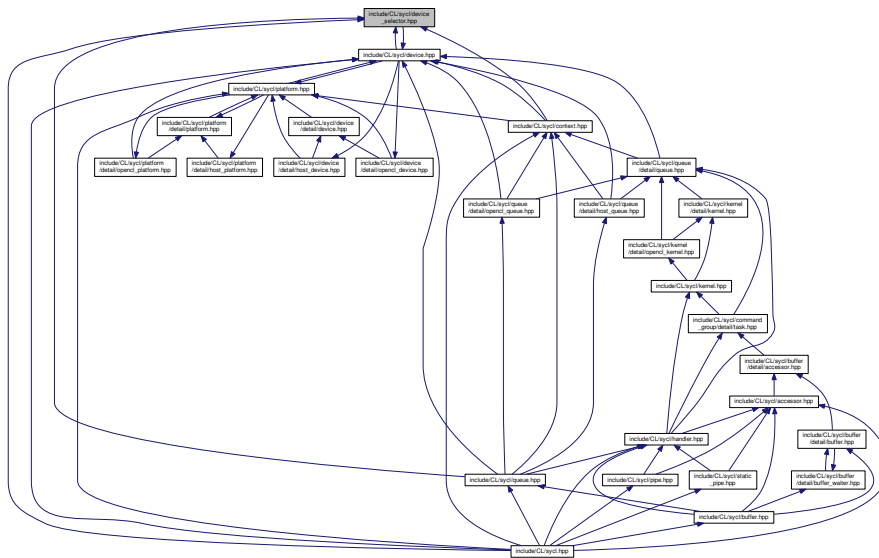 include/CL/sycl/device
_selector.hpp
include/CL/sycl/device.hpp
include/CL/sycl/platform.hpp
include/CL/sycl/platform
/detail/platform.hpp
include/CL/sycl/device
/detail/device.hpp
include/CL/sycl/context.hpp
include/CL/sycl/platform
/detail/opencl_platform.hpp
include/CL/sycl/platform
/detail/host_platform.hpp
include/CL/sycl/device
/detail/host_device.hpp
include/CL/sycl/device
/detail/opencl_device.hpp
include/CL/sycl/queue
/detail/queue.hpp
include/CL/sycl/queue
/detail/opencl_queue.hpp
include/CL/sycl/queue
/detail/host_queue.hpp
include/CL/sycl/kernel
/detail/kernel.hpp
include/CL/sycl/kernel
/detail/opencl_kernel.hpp
include/CL/sycl/kernel.hpp
include/CL/sycl/command
_group/detail/task.hpp
include/CL/sycl/buffer
/detail/accessor.hpp
include/CL/sycl/accessor.hpp
include/CL/sycl/handler.hpp
include/CL/sycl/buffer
/detail/buffer.hpp
include/CL/sycl/queue.hpp
include/CL/sycl/pipe.hpp
include/CL/sycl/static
_pipe.hpp
include/CL/sycl/buffer
/detail/buffer_waiter.hpp
include/CL/sycl/buffer.hpp
include/CL/sycl.hpp